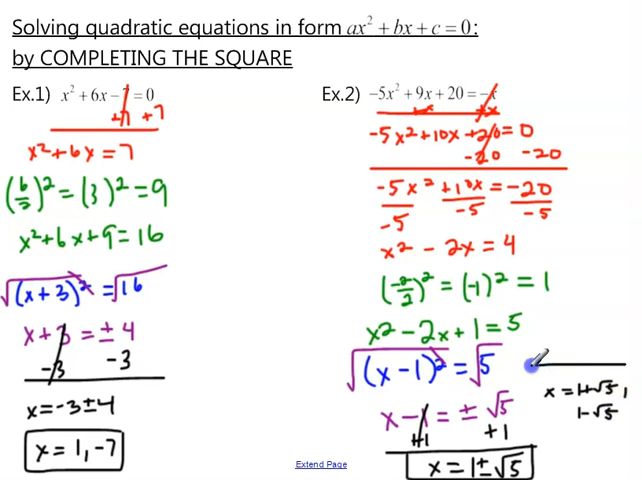 Solving quadratic equations in form ax² + bx + c = 0:
by COMPLETING THE SQUARE
Ex.1) x² + 6x − 7 = 0
+7 +7
x² + 6x = 7
(6/2)² = (3)² = 9
x² + 6x + 9 = 16
√(x + 3)² = √16
x + 3 = ± 4
−3 −3
x = −3 ± 4
x = 1, −7
Ex.2) −5x² + 9x + 20 = −x
+x +x
−5x² + 10x + 20 = 0
−20 −20
−5x² + 10x = −20
−5 −5 −5
x² − 2x = 4
(−2/2)² = (−1)² = 1
x² − 2x + 1 = 5
√(x − 1)² = √5
x − 1 = ± √5
+1 +1
x = 1 ± √5
x = 1+√5,
1−√5
Extend Page